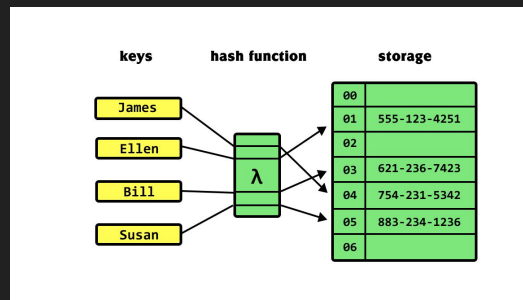 keys
hash function
storage
James
Ellen
Bill
Susan
λ
00
01 555-123-4251
02
03 621-236-7423
04 754-231-5342
05 883-234-1236
06